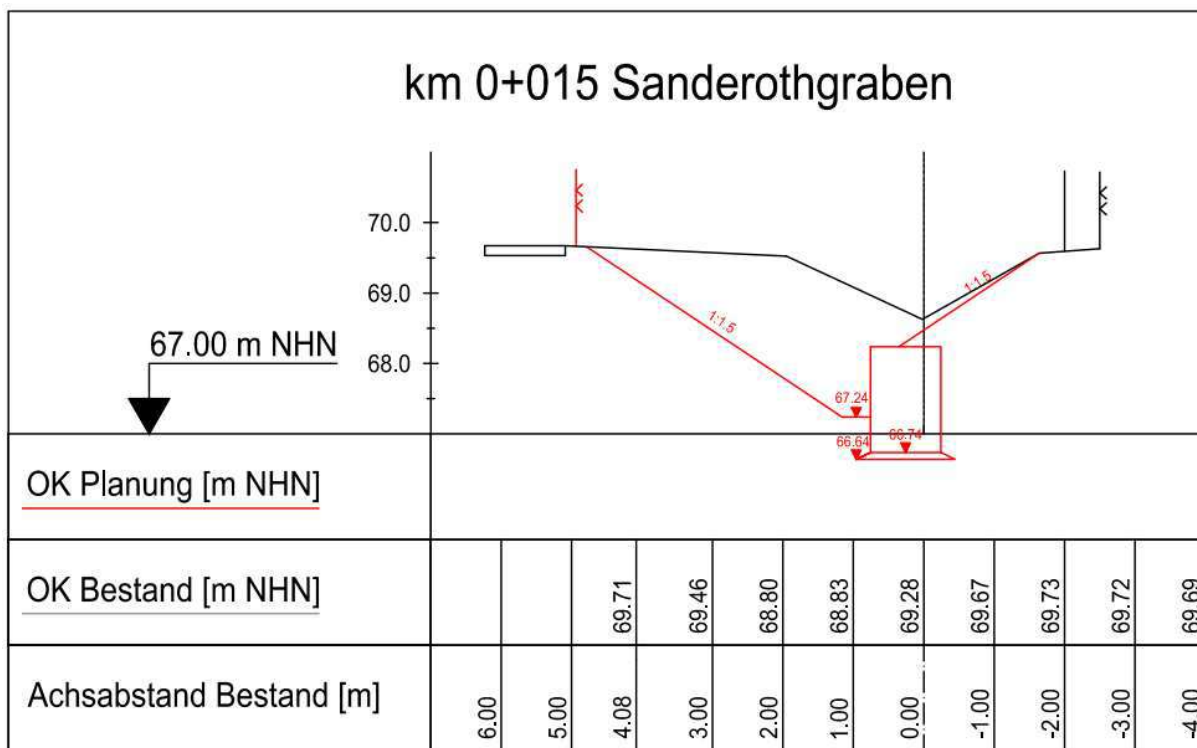 km 0+015 Sanderothgraben
70.0
69.0
68.0
67.00 m NHN
1:1.5
1:1.5
67.24
66.64
66.74
OK Planung [m NHN]
OK Bestand [m NHN] 69.71 69.46 68.80 68.83 69.28 69.67 69.73 69.72 69.69
Achsabstand Bestand [m] 6.00 5.00 4.08 3.00 2.00 1.00 0.00 -1.00 -2.00 -3.00 -4.00